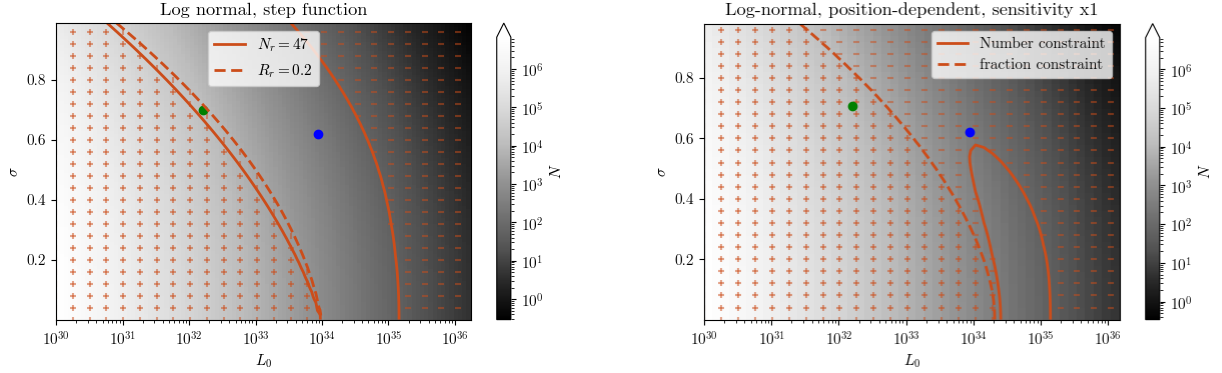 Log normal, step function
N_r = 47
R_r = 0.2
0.8
0.6
0.4
0.2
σ
10^30 10^31 10^32 10^33 10^34 10^35 10^36
L_0
10^6
10^5
10^4
10^3
10^2
10^1
10^0
N
Log-normal, position-dependent, sensitivity x1
Number constraint
fraction constraint
0.8
0.6
0.4
0.2
σ
10^30 10^31 10^32 10^33 10^34 10^35 10^36
L_0
10^6
10^5
10^4
10^3
10^2
10^1
10^0
N